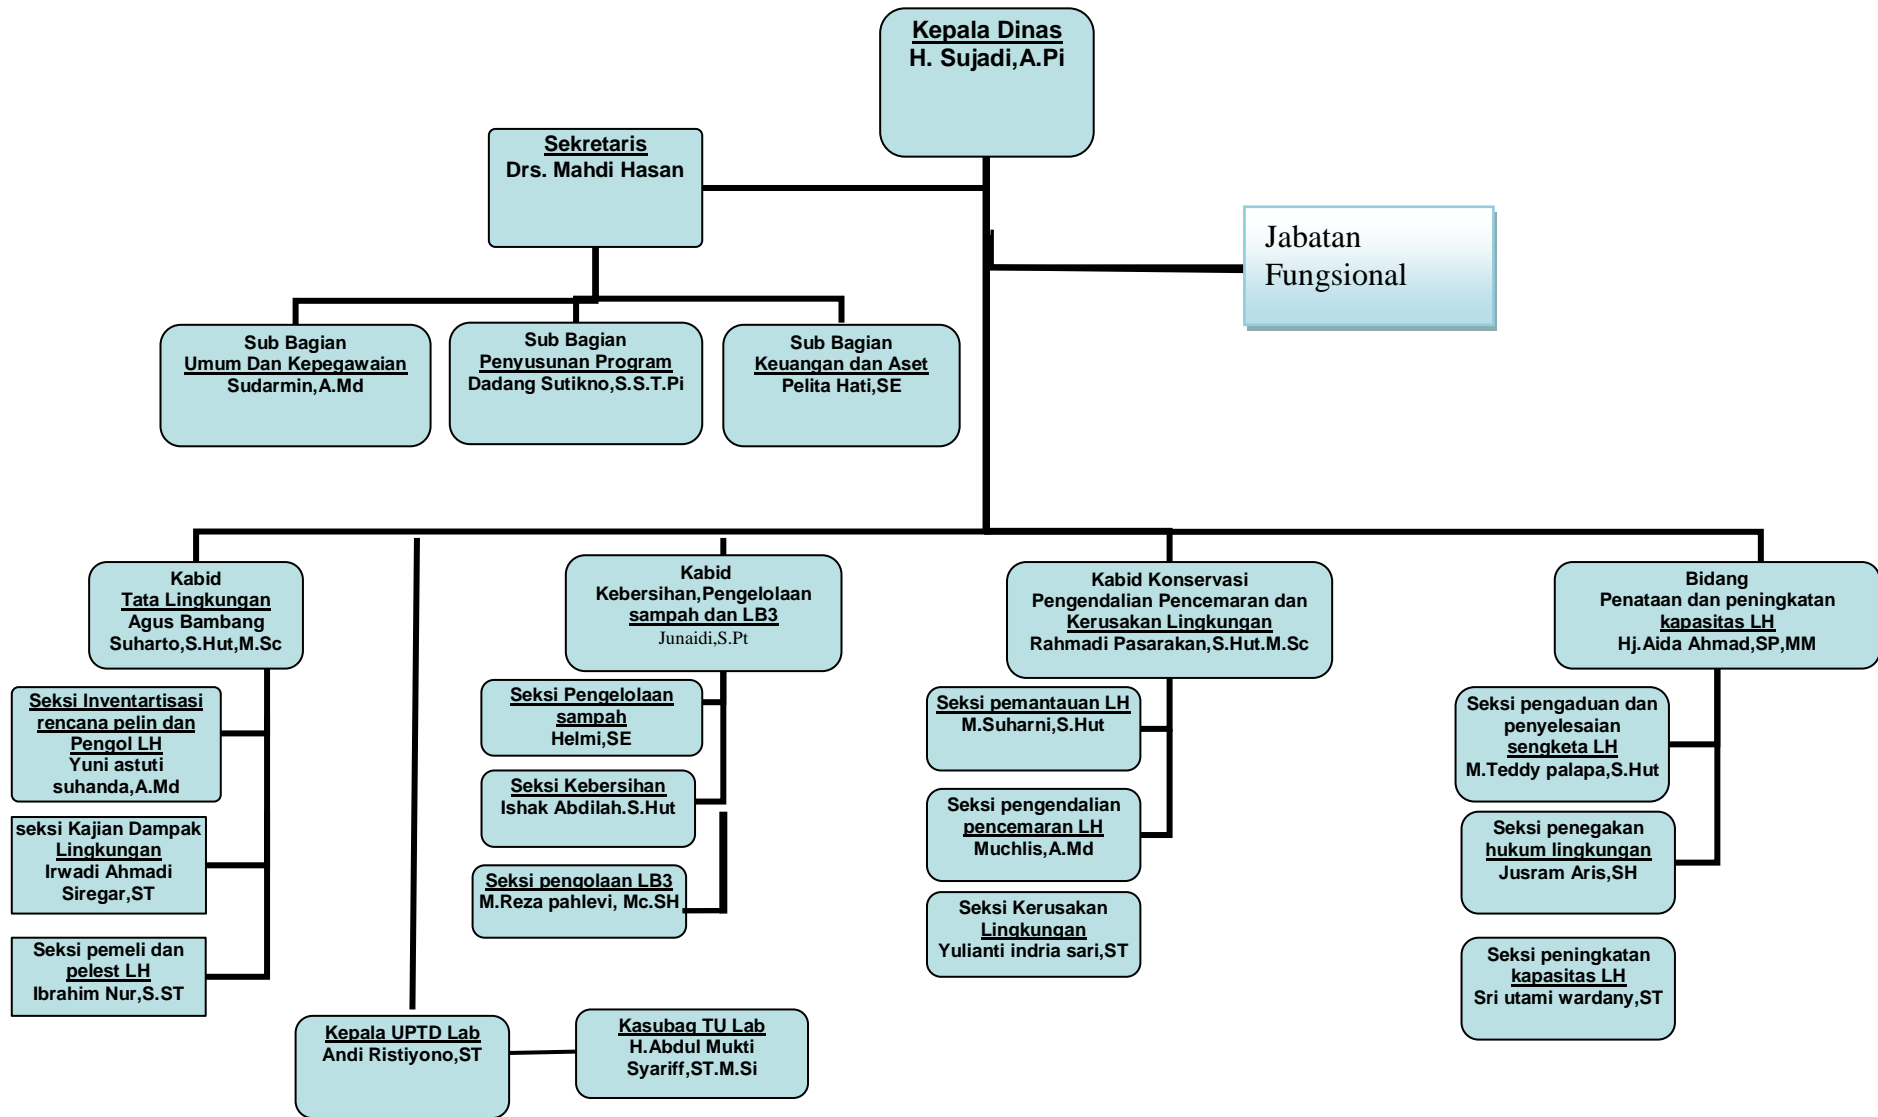 Kepala Dinas
H. Sujadi,A.Pi
Sekretaris
Drs. Mahdi Hasan
Jabatan
Fungsional
Sub Bagian
Umum Dan Kepegawaian
Sudarmin,A.Md
Sub Bagian
Penyusunan Program
Dadang Sutikno,S.S.T.Pi
Sub Bagian
Keuangan dan Aset
Pelita Hati,SE
Kabid
Tata Lingkungan
Agus Bambang
Suharto,S.Hut,M.Sc
Seksi Inventartisasi
rencana pelin dan
Pengol LH
Yuni astuti
suhanda,A.Md
seksi Kajian Dampak
Lingkungan
Irwadi Ahmadi
Siregar,ST
Seksi pemeli dan
pelest LH
Ibrahim Nur,S.ST
Kepala UPTD Lab
Andi Ristiyono,ST
Kasubag TU Lab
H.Abdul Mukti
Syariff,ST.M.Si
Kabid
Kebersihan,Pengelolaan
sampah dan LB3
Junaidi,S.Pt
Seksi Pengelolaan
sampah
Helmi,SE
Seksi Kebersihan
Ishak Abdilah.S.Hut
Seksi pengolaan LB3
M.Reza pahlevi, Mc.SH
Kabid Konservasi
Pengendalian Pencemaran dan
Kerusakan Lingkungan
Rahmadi Pasarakan,S.Hut.M.Sc
Seksi pemantauan LH
M.Suharni,S.Hut
Seksi pengendalian
pencemaran LH
Muchlis,A.Md
Seksi Kerusakan
Lingkungan
Yulianti indria sari,ST
Bidang
Penataan dan peningkatan
kapasitas LH
Hj.Aida Ahmad,SP,MM
Seksi pengaduan dan
penyelesaian
sengketa LH
M.Teddy palapa,S.Hut
Seksi penegakan
hukum lingkungan
Jusram Aris,SH
Seksi peningkatan
kapasitas LH
Sri utami wardany,ST